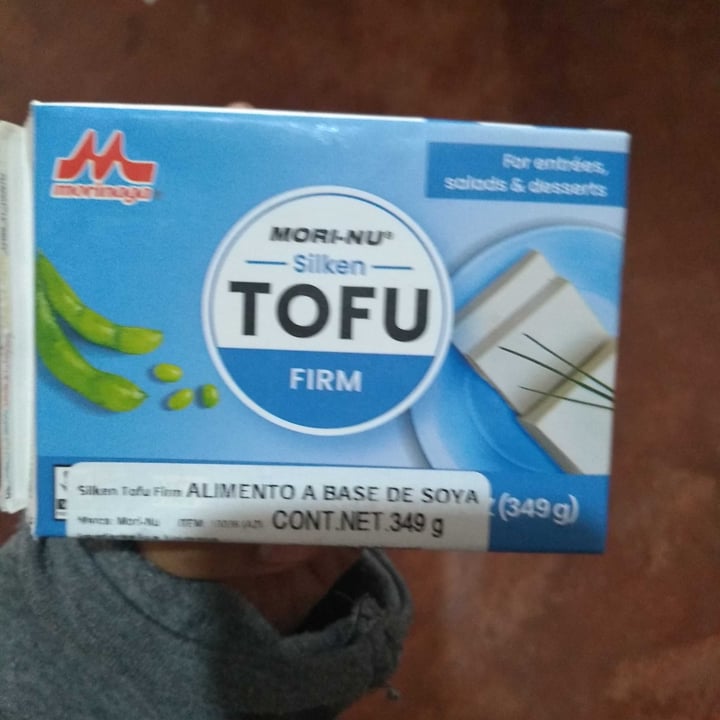 morinaga
For entrées,
salads & desserts
MORI-NU®
Silken
TOFU
FIRM
Silken Tofu Firm ALIMENTO A BASE DE SOYA
Marca: Mori-Nu ITEM: CONT.NET.349 g
(349 g)